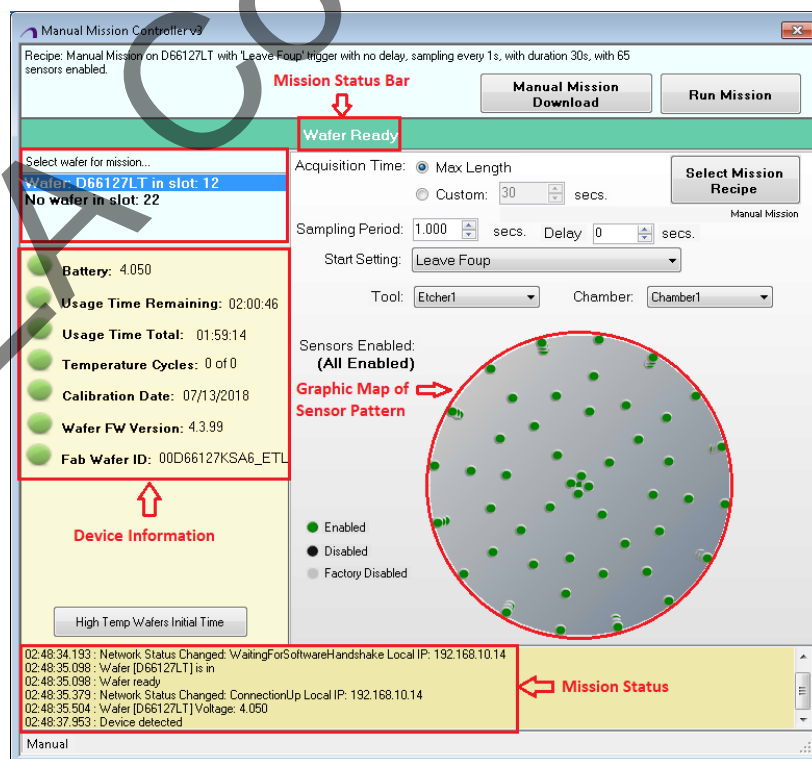 Manual Mission Controller v3
Recipe: Manual Mission on D66127LT with 'Leave Foup' trigger with no delay, sampling every 1s, with duration 30s, with 65
sensors enabled.
Mission Status Bar
Manual Mission
Download
Run Mission
Wafer Ready
Select wafer for mission...
Wafer: D66127LT in slot: 12
No wafer in slot: 22
Acquisition Time: Max Length
Custom: 30 secs.
Select Mission
Recipe
Manual Mission
Sampling Period: 1.000 secs. Delay 0 secs.
Start Setting: Leave Foup
Tool: Etcher1 Chamber: Chamber1
Battery: 4.050
Usage Time Remaining: 02:00:46
Usage Time Total: 01:59:14
Temperature Cycles: 0 of 0
Calibration Date: 07/13/2018
Wafer FW Version: 4.3.99
Fab Wafer ID: 00D66127KSA6_ETL
Device Information
Sensors Enabled:
(All Enabled)
Graphic Map of
Sensor Pattern
Enabled
Disabled
Factory Disabled
High Temp Wafers Initial Time
02:48:34.193 : Network Status Changed: WaitingForSoftwareHandshake Local IP: 192.168.10.14
02:48:35.098 : Wafer [D66127LT] is in
02:48:35.098 : Wafer ready
02:48:35.379 : Network Status Changed: ConnectionUp Local IP: 192.168.10.14
02:48:35.504 : Wafer [D66127LT] Voltage: 4.050
02:48:37.953 : Device detected
Mission Status
Manual